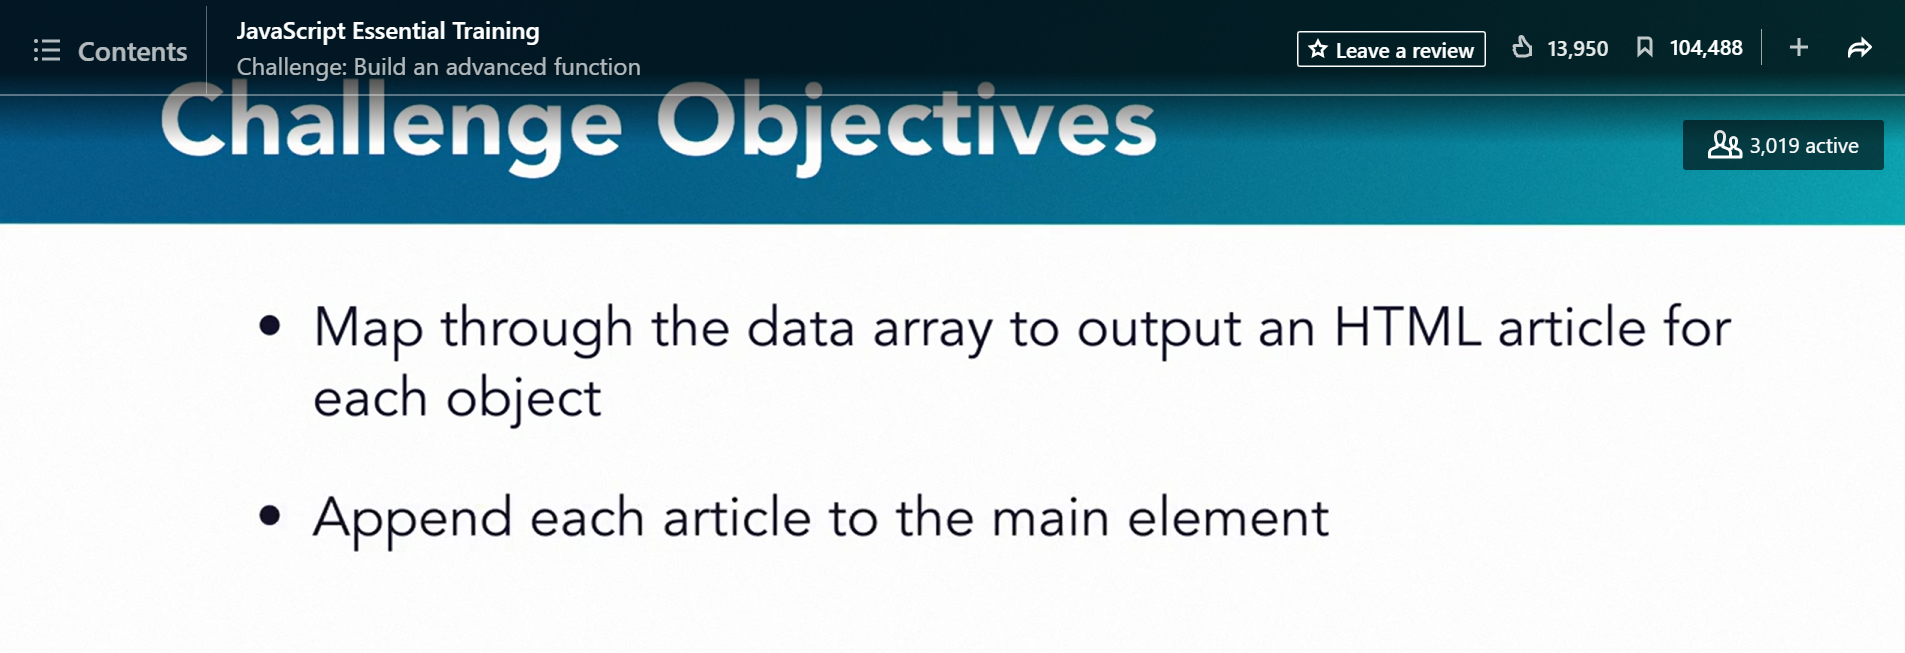 Contents
JavaScript Essential Training
Challenge: Build an advanced function
Leave a review
13,950
104,488
Challenge Objectives
3,019 active
• Map through the data array to output an HTML article for
each object
• Append each article to the main element